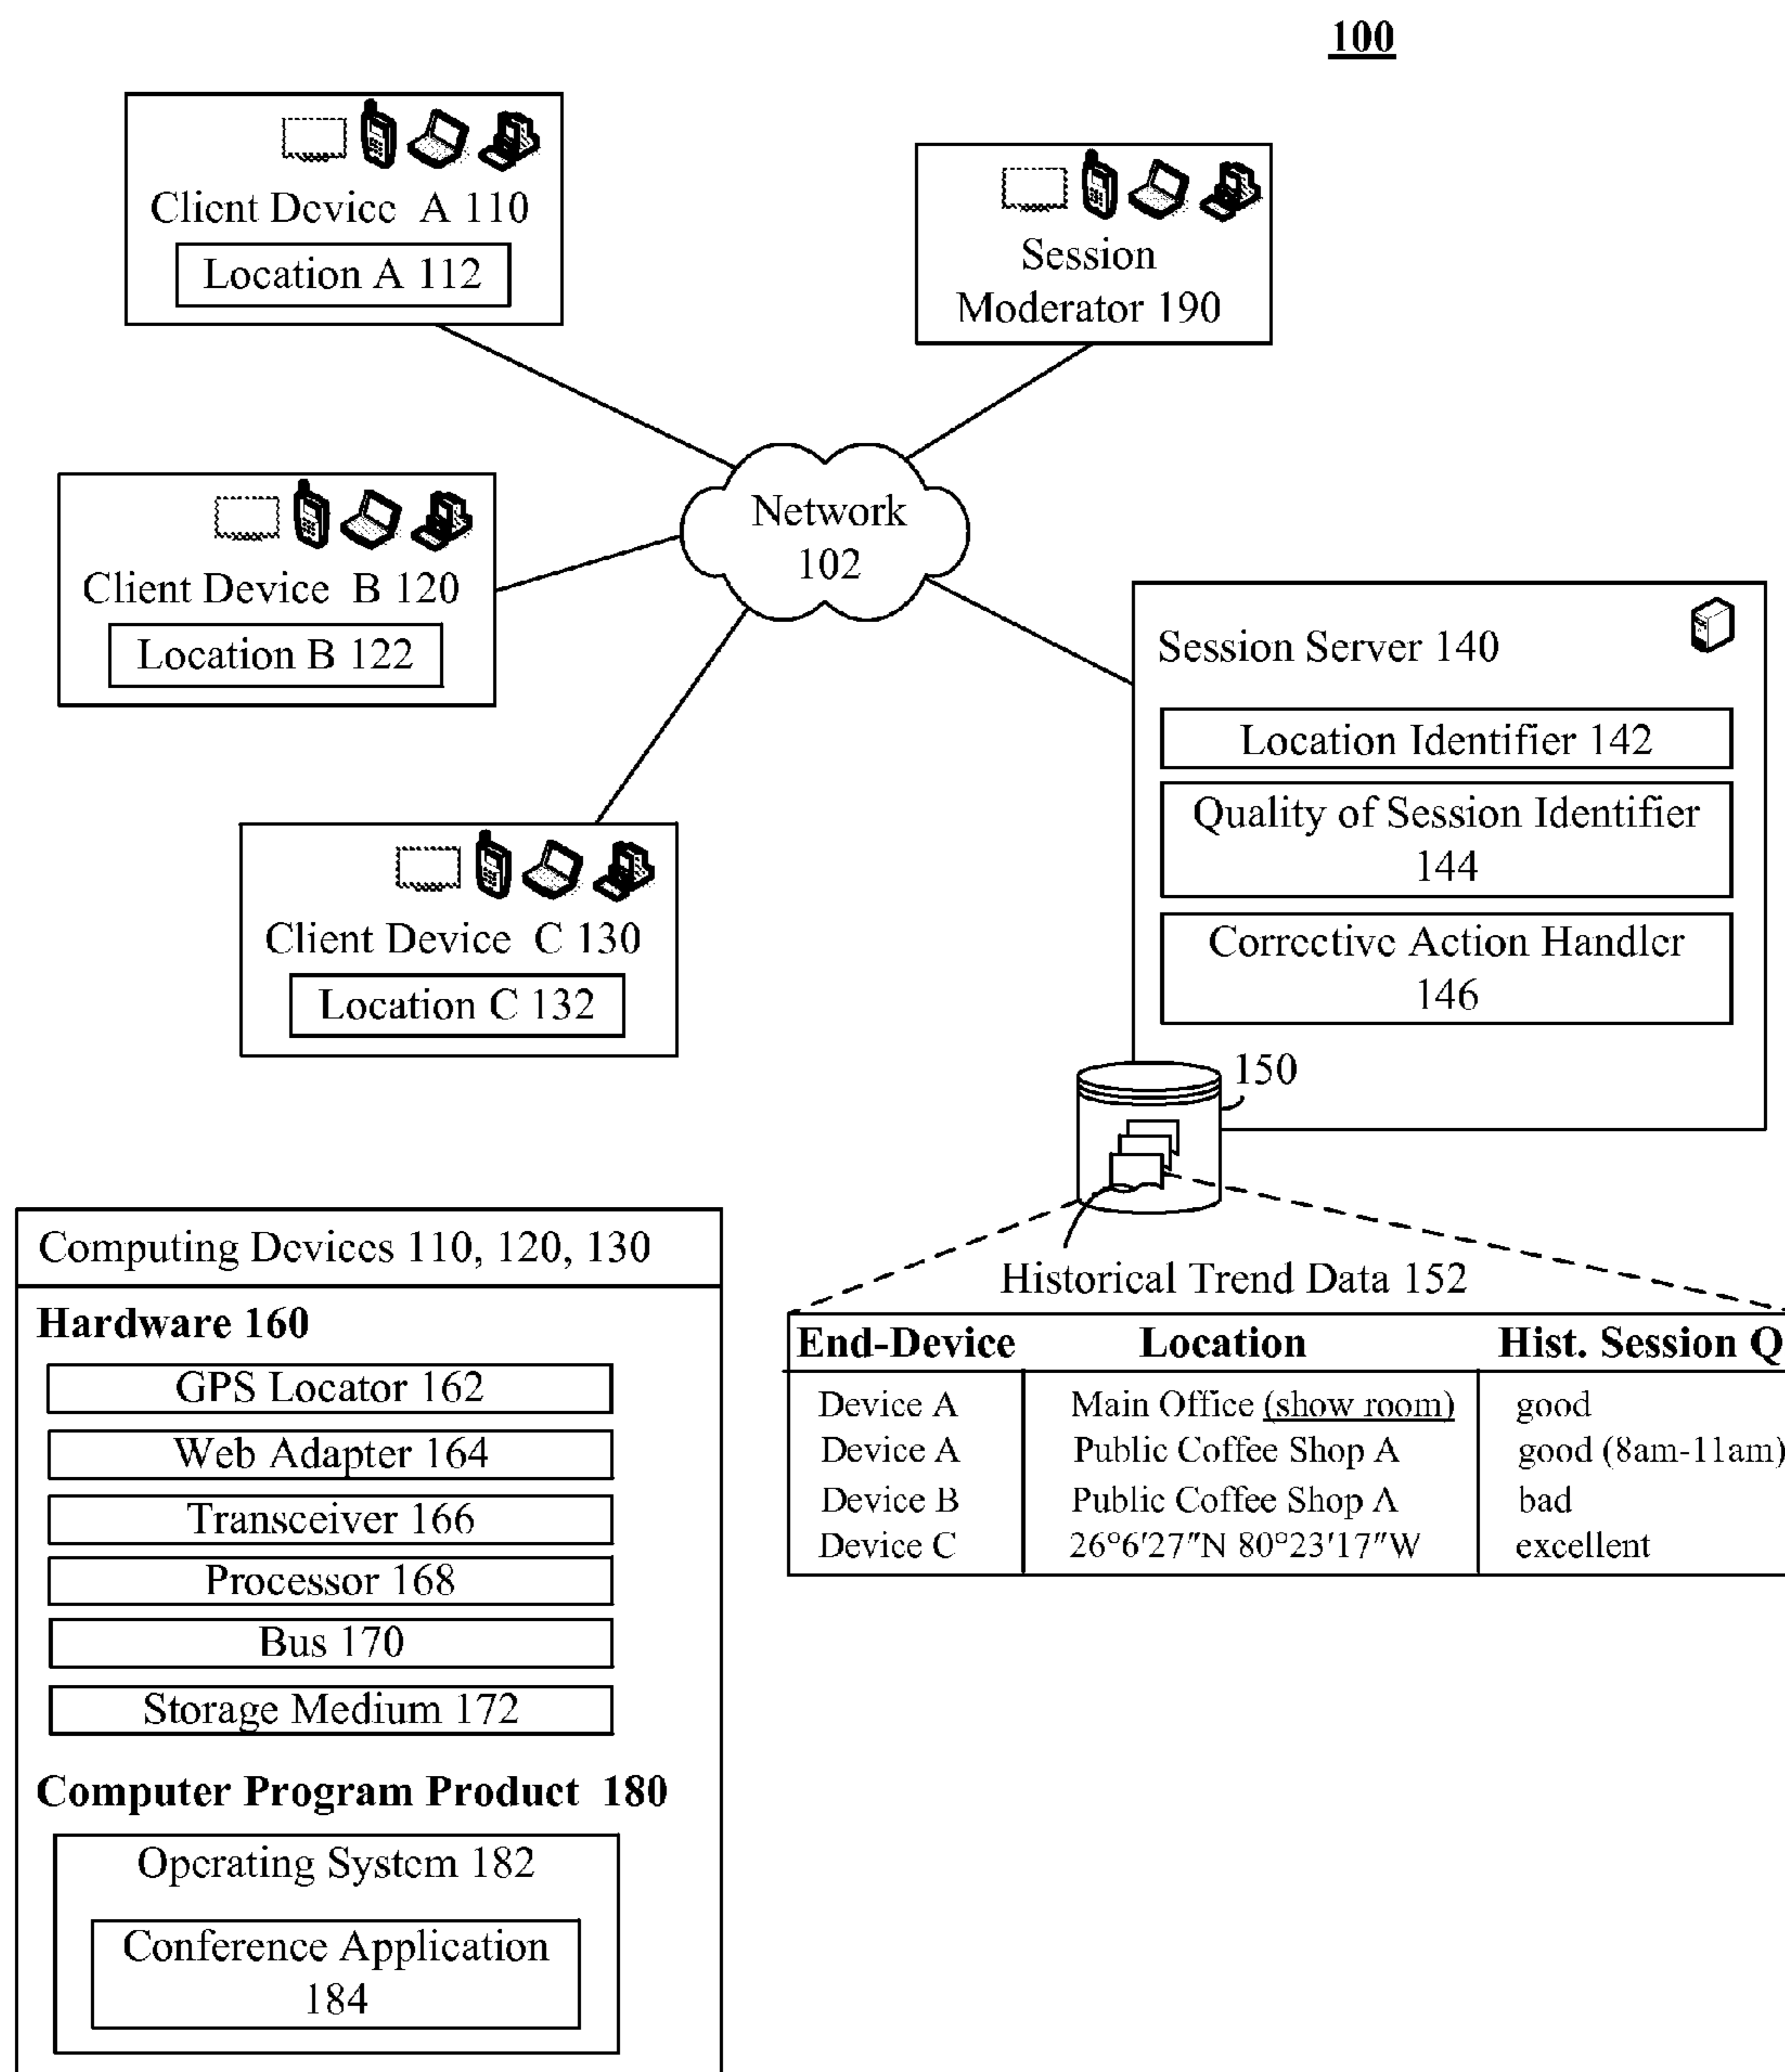 100
Client Device A 110
Location A 112
Session
Moderator 190
Network
102
Client Device B 120
Location B 122
Client Device C 130
Location C 132
Session Server 140
Location Identifier 142
Quality of Session Identifier
144
Corrective Action Handler
146
150
Historical Trend Data 152
End-Device Location Hist. Session Q
Device A Main Office (show room) good
Device A Public Coffee Shop A good (8am-11am)
Device B Public Coffee Shop A bad
Device C 26°6'27"N 80°23'17"W excellent
Computing Devices 110, 120, 130
Hardware 160
GPS Locator 162
Web Adapter 164
Transceiver 166
Processor 168
Bus 170
Storage Medium 172
Computer Program Product 180
Operating System 182
Conference Application
184